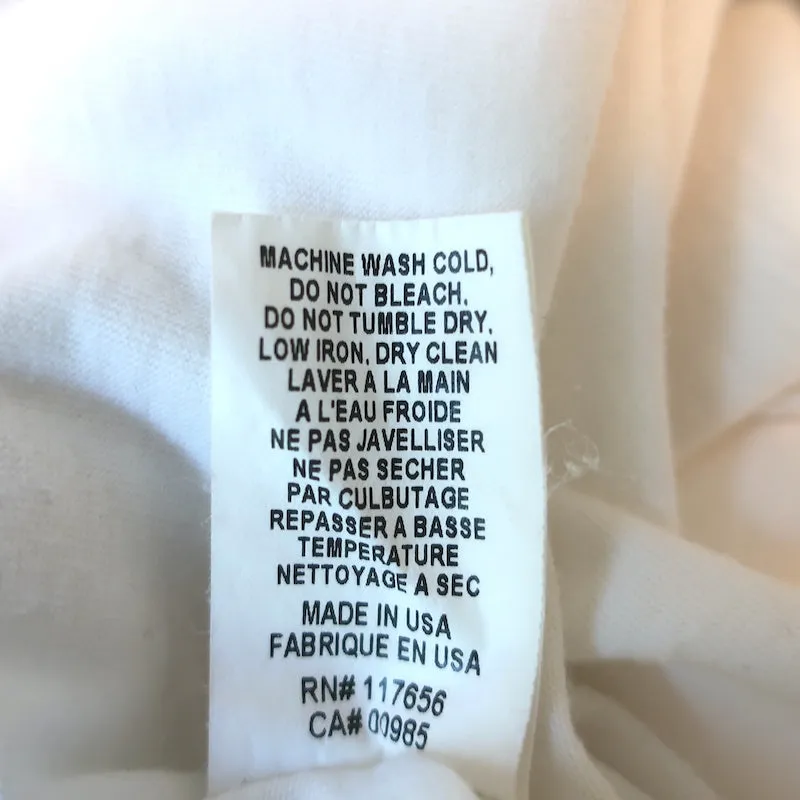 MACHINE WASH COLD,
DO NOT BLEACH.
DO NOT TUMBLE DRY.
LOW IRON, DRY CLEAN
LAVER A LA MAIN
A L'EAU FROIDE
NE PAS JAVELLISER
NE PAS SECHER
PAR CULBUTAGE
REPASSER A BASSE
TEMPERATURE
NETTOYAGE A SEC
MADE IN USA
FABRIQUE EN USA
RN# 117656
CA# 00985